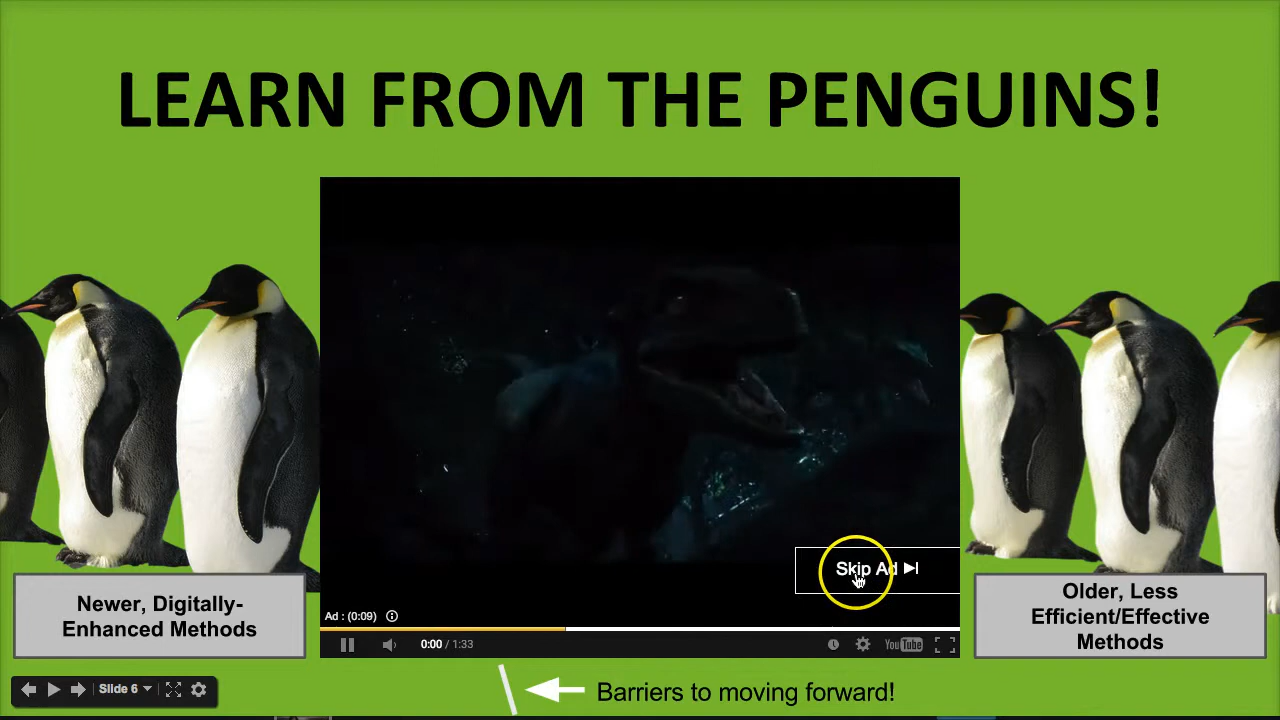 LEARN FROM THE PENGUINS!
Skip Ad
Ad : (0:09)
0:00 / 1:33
YouTube
Newer, Digitally-
Enhanced Methods
Older, Less
Efficient/Effective
Methods
Slide 6
Barriers to moving forward!